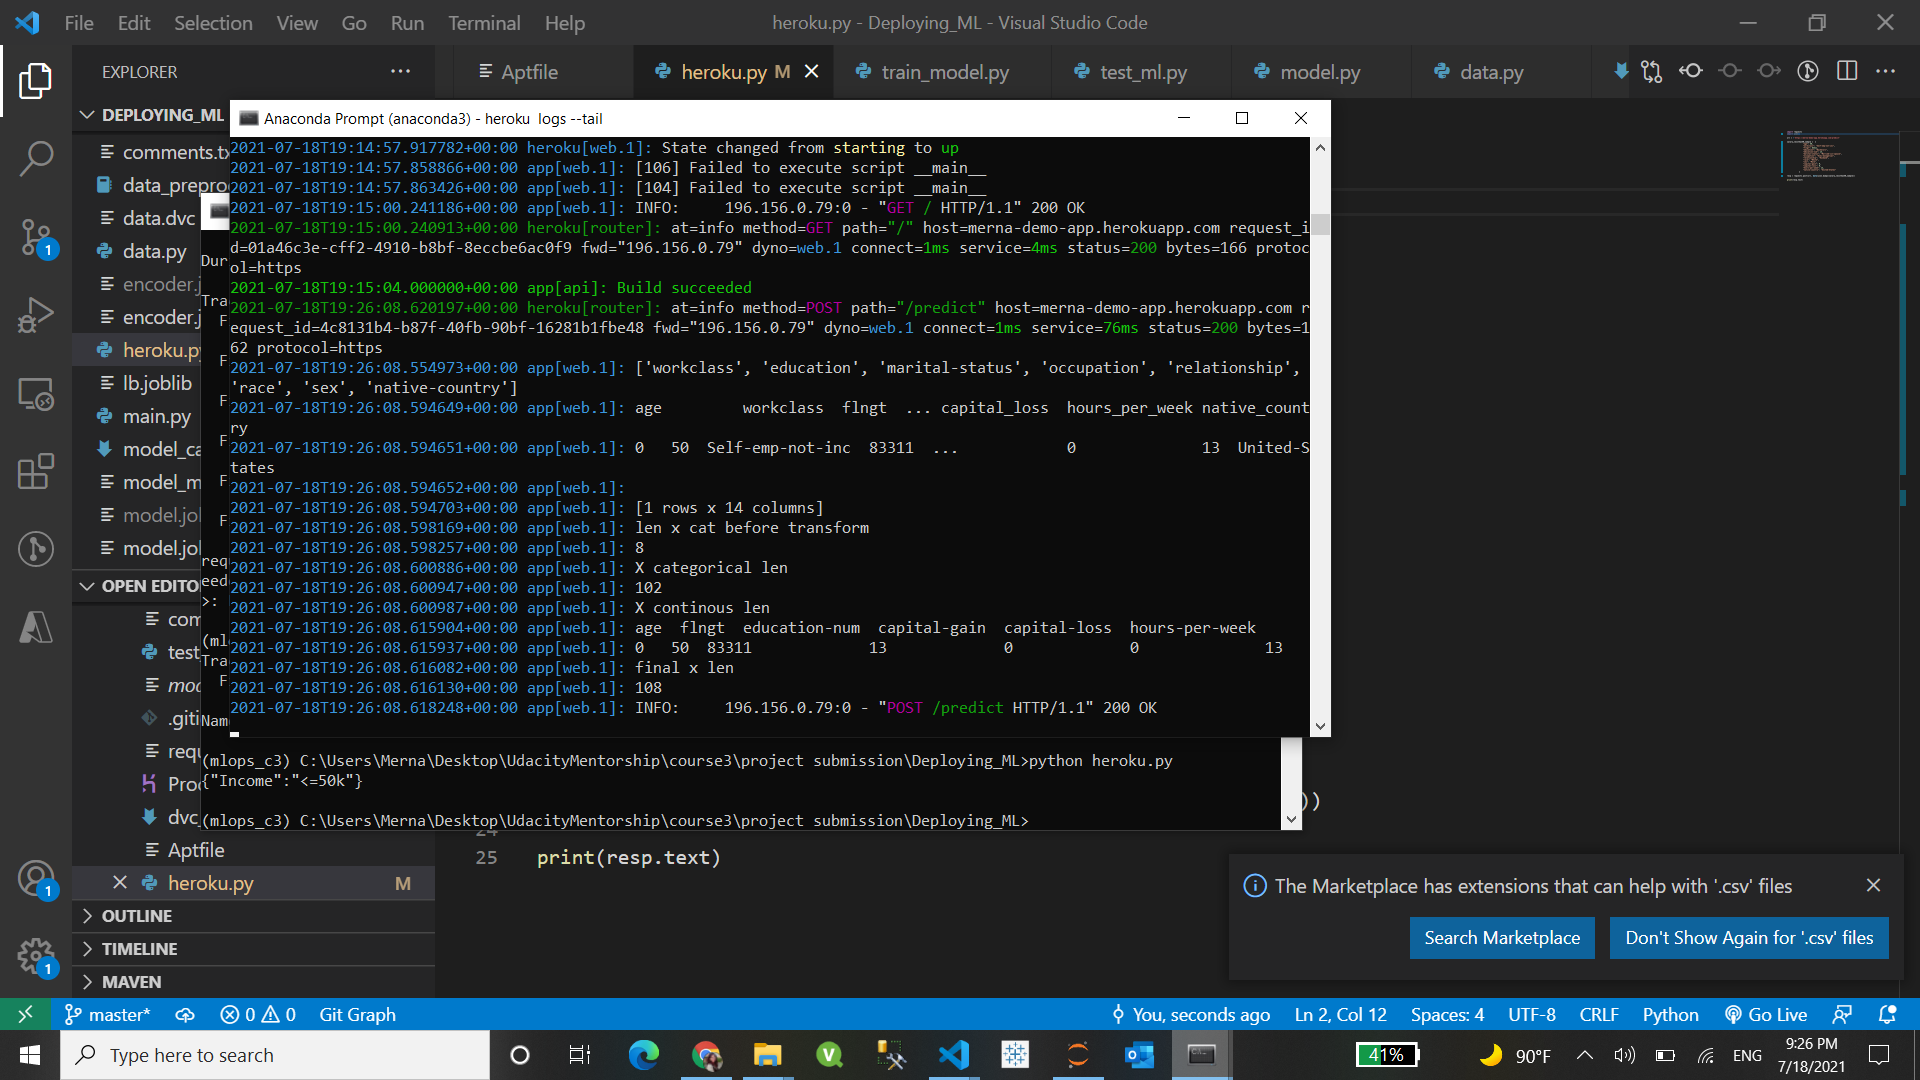 File Edit Selection View Go Run Terminal Help
heroku.py - Deploying_ML - Visual Studio Code
EXPLORER
Aptfile
heroku.py M
train_model.py
test_ml.py
model.py
data.py
DEPLOYING_ML
comments.tx
data_prepro
data.dvc
data.py
encoder.j
encoder.j
heroku.py
lb.joblib
main.py
model_ca
model_m
model.jol
model.jol
OPEN EDITO
com
test
mod
.giti
requ
Proc
dvc_
Aptfile
heroku.py M
OUTLINE
TIMELINE
MAVEN
Anaconda Prompt (anaconda3) - heroku logs --tail
2021-07-18T19:14:57.917782+00:00 heroku[web.1]: State changed from starting to up
2021-07-18T19:14:57.858866+00:00 app[web.1]: [106] Failed to execute script __main__
2021-07-18T19:14:57.863426+00:00 app[web.1]: [104] Failed to execute script __main__
2021-07-18T19:15:00.241186+00:00 app[web.1]: INFO: 196.156.0.79:0 - "GET / HTTP/1.1" 200 OK
2021-07-18T19:15:00.240913+00:00 heroku[router]: at=info method=GET path="/" host=merna-demo-app.herokuapp.com request_i
d=01a46c3e-cff2-4910-b8bf-8eccbe6ac0f9 fwd="196.156.0.79" dyno=web.1 connect=1ms service=4ms status=200 bytes=166 protoc
ol=https
2021-07-18T19:15:04.000000+00:00 app[api]: Build succeeded
2021-07-18T19:26:08.620197+00:00 heroku[router]: at=info method=POST path="/predict" host=merna-demo-app.herokuapp.com r
equest_id=4c8131b4-b87f-40fb-90bf-16281b1fbe48 fwd="196.156.0.79" dyno=web.1 connect=1ms service=76ms status=200 bytes=1
62 protocol=https
2021-07-18T19:26:08.554973+00:00 app[web.1]: ['workclass', 'education', 'marital-status', 'occupation', 'relationship',
'race', 'sex', 'native-country']
2021-07-18T19:26:08.594649+00:00 app[web.1]: age workclass flngt ... capital_loss hours_per_week native_count
ry
2021-07-18T19:26:08.594651+00:00 app[web.1]: 0 50 Self-emp-not-inc 83311 ... 0 13 United-S
tates
2021-07-18T19:26:08.594652+00:00 app[web.1]:
2021-07-18T19:26:08.594703+00:00 app[web.1]: [1 rows x 14 columns]
2021-07-18T19:26:08.598169+00:00 app[web.1]: len x cat before transform
2021-07-18T19:26:08.598257+00:00 app[web.1]: 8
2021-07-18T19:26:08.600886+00:00 app[web.1]: X categorical len
2021-07-18T19:26:08.600947+00:00 app[web.1]: 102
2021-07-18T19:26:08.600987+00:00 app[web.1]: X continous len
2021-07-18T19:26:08.615904+00:00 app[web.1]: age flngt education-num capital-gain capital-loss hours-per-week
2021-07-18T19:26:08.615937+00:00 app[web.1]: 0 50 83311 13 0 0 13
2021-07-18T19:26:08.616082+00:00 app[web.1]: final x len
2021-07-18T19:26:08.616130+00:00 app[web.1]: 108
2021-07-18T19:26:08.618248+00:00 app[web.1]: INFO: 196.156.0.79:0 - "POST /predict HTTP/1.1" 200 OK
Dur
Tra
F
F
F
F
F
F
req
eed
>:
(ml
Tra
F
Nam
(mlops_c3) C:\Users\Merna\Desktop\UdacityMentorship\course3\project submission\Deploying_ML>python heroku.py
{"Income":"<=50k"}
(mlops_c3) C:\Users\Merna\Desktop\UdacityMentorship\course3\project submission\Deploying_ML>
))
24
25 print(resp.text)
The Marketplace has extensions that can help with '.csv' files
Search Marketplace
Don't Show Again for '.csv' files
1
1
1
master* 0 0 Git Graph
You, seconds ago Ln 2, Col 12 Spaces: 4 UTF-8 CRLF Python Go Live
Type here to search
41%
90°F
ENG
9:26 PM
7/18/2021